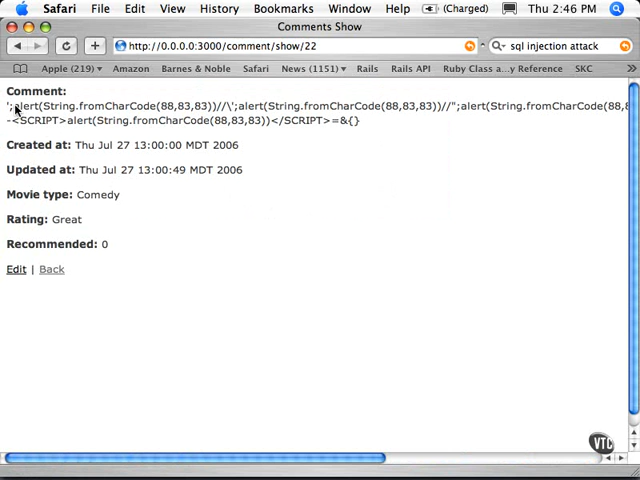 Safari File Edit View History Bookmarks Window Help (Charged) Thu 2:46 PM
Comments Show
http://0.0.0.0:3000/comment/show/22 sql injection attack
Apple (219) Amazon Barnes & Noble Safari News (1151) Rails Rails API Ruby Class a...y Reference SKC
Comment:
';alert(String.fromCharCode(88,83,83))//\';alert(String.fromCharCode(88,83,83))//";alert(String.fromCharCode(88,8
-<SCRIPT>alert(String.fromCharCode(88,83,83))</SCRIPT>=&{}
Created at: Thu Jul 27 13:00:00 MDT 2006
Updated at: Thu Jul 27 13:00:49 MDT 2006
Movie type: Comedy
Rating: Great
Recommended: 0
Edit | Back
VTC